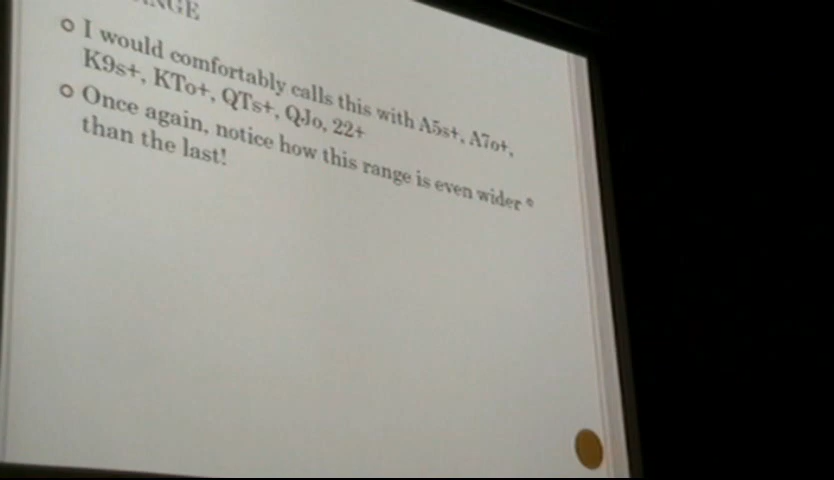 I would comfortably calls this with A5s+, A7o+,
K9s+, KTo+, QTs+, QJo, 22+
Once again, notice how this range is even wider
than the last!